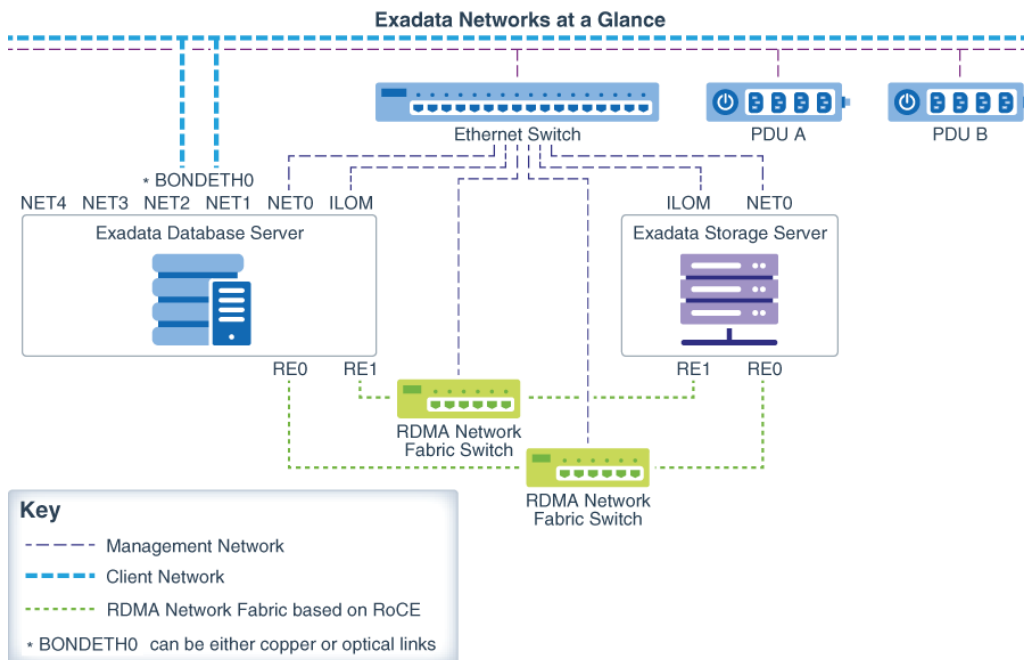 Exadata Networks at a Glance
Ethernet Switch
PDU A
PDU B
* BONDETH0
NET4 NET3 NET2 NET1 NET0 ILOM
ILOM NET0
Exadata Database Server
Exadata Storage Server
RE0 RE1
RE1 RE0
RDMA Network
Fabric Switch
RDMA Network
Fabric Switch
Key
Management Network
Client Network
RDMA Network Fabric based on RoCE
* BONDETH0 can be either copper or optical links